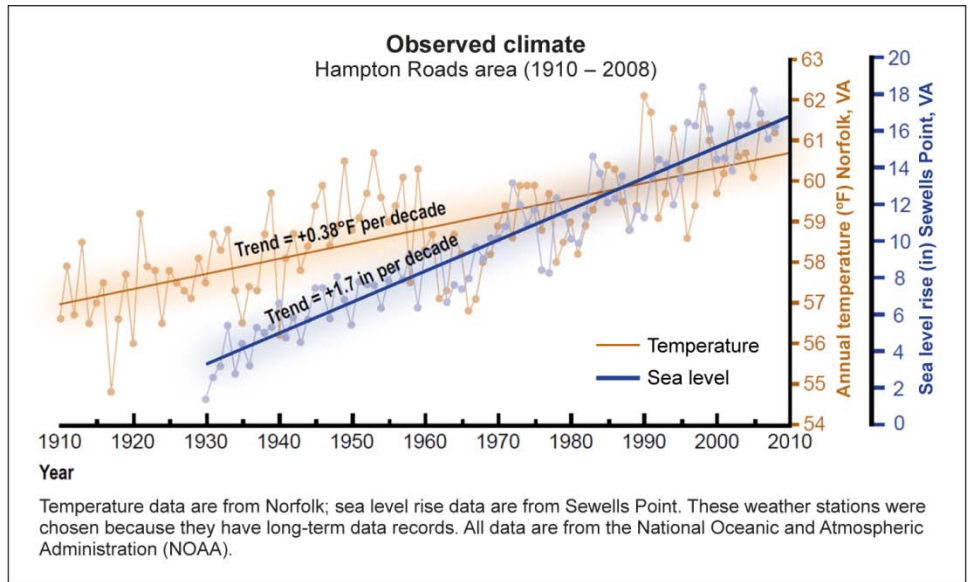 Observed climate
Hampton Roads area (1910 – 2008)
Trend = +0.38°F per decade
Trend = +1.7 in per decade
Temperature
Sea level
63
62
61
60
59
58
57
56
55
54
Annual temperature (ºF) Norfolk, VA
20
18
16
14
12
10
8
6
4
2
0
Sea level rise (in) Sewells Point, VA
1910 1920 1930 1940 1950 1960 1970 1980 1990 2000 2010
Year
Temperature data are from Norfolk; sea level rise data are from Sewells Point. These weather stations were
chosen because they have long-term data records. All data are from the National Oceanic and Atmospheric
Administration (NOAA).